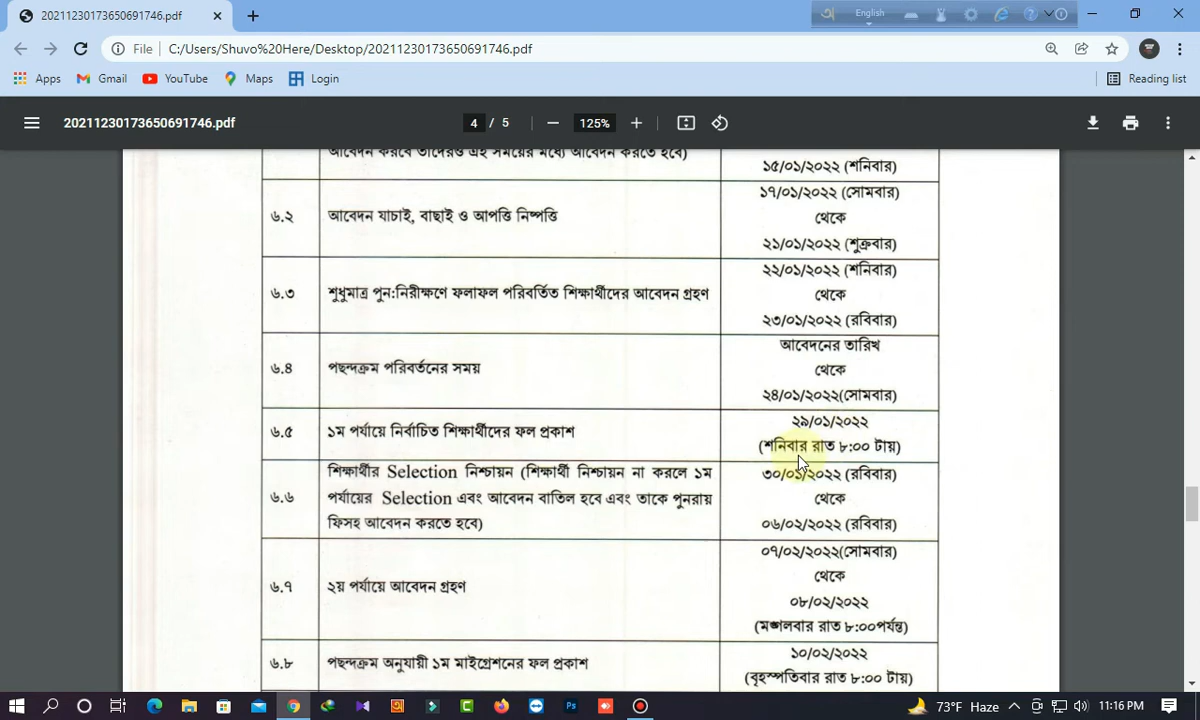 20211230173650691746.pdf
English
File
C:/Users/Shuvo%20Here/Desktop/20211230173650691746.pdf
Apps
Gmail
YouTube
Maps
Login
Reading list
20211230173650691746.pdf
4 / 5
125%
আবেদন করবে তাদেরও এই সময়ের মধ্যে আবেদন করতে হবে)
১৫/০১/২০২২ (শনিবার)
৬.২
আবেদন যাচাই, বাছাই ও আপত্তি নিষ্পত্তি
১৭/০১/২০২২ (সোমবার)
থেকে
২১/০১/২০২২ (শুক্রবার)
৬.৩
শুধুমাত্র পুন:নিরীক্ষণে ফলাফল পরিবর্তিত শিক্ষার্থীদের আবেদন গ্রহণ
২২/০১/২০২২ (শনিবার)
থেকে
২৩/০১/২০২২ (রবিবার)
৬.৪
পছন্দক্রম পরিবর্তনের সময়
আবেদনের তারিখ
থেকে
২৪/০১/২০২২(সোমবার)
৬.৫
১ম পর্যায়ে নির্বাচিত শিক্ষার্থীদের ফল প্রকাশ
২৯/০১/২০২২
(শনিবার রাত ৮:০০ টায়)
৬.৬
শিক্ষার্থীর Selection নিশ্চায়ন (শিক্ষার্থী নিশ্চায়ন না করলে ১ম
পর্যায়ের Selection এবং আবেদন বাতিল হবে এবং তাকে পুনরায়
ফিসহ আবেদন করতে হবে)
৩০/০১/২০২২ (রবিবার)
থেকে
০৬/০২/২০২২ (রবিবার)
৬.৭
২য় পর্যায়ে আবেদন গ্রহণ
০৭/০২/২০২২(সোমবার)
থেকে
০৮/০২/২০২২
(মঙ্গলবার রাত ৮:০০পর্যন্ত)
৬.৮
পছন্দক্রম অনুযায়ী ১ম মাইগ্রেশনের ফল প্রকাশ
১০/০২/২০২২
(বৃহস্পতিবার রাত ৮:০০ টায়)
73°F Haze
11:16 PM